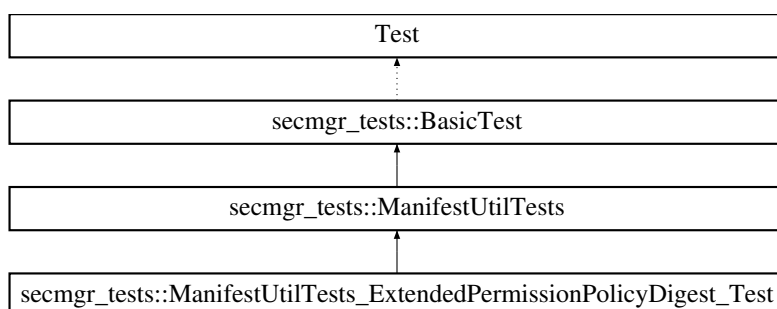 Test
secmgr_tests::BasicTest
secmgr_tests::ManifestUtilTests
secmgr_tests::ManifestUtilTests_ExtendedPermissionPolicyDigest_Test